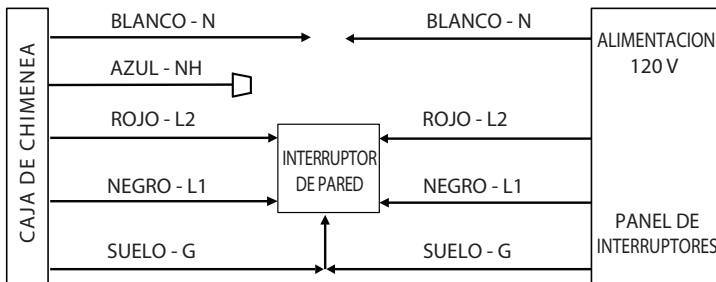 CAJA DE CHIMENEA
BLANCO - N
BLANCO - N
AZUL - NH
ROJO - L2
ROJO - L2
INTERRUPTOR
DE PARED
NEGRO - L1
NEGRO - L1
SUELO - G
SUELO - G
ALIMENTACION
120 V
PANEL DE
INTERRUPTORES